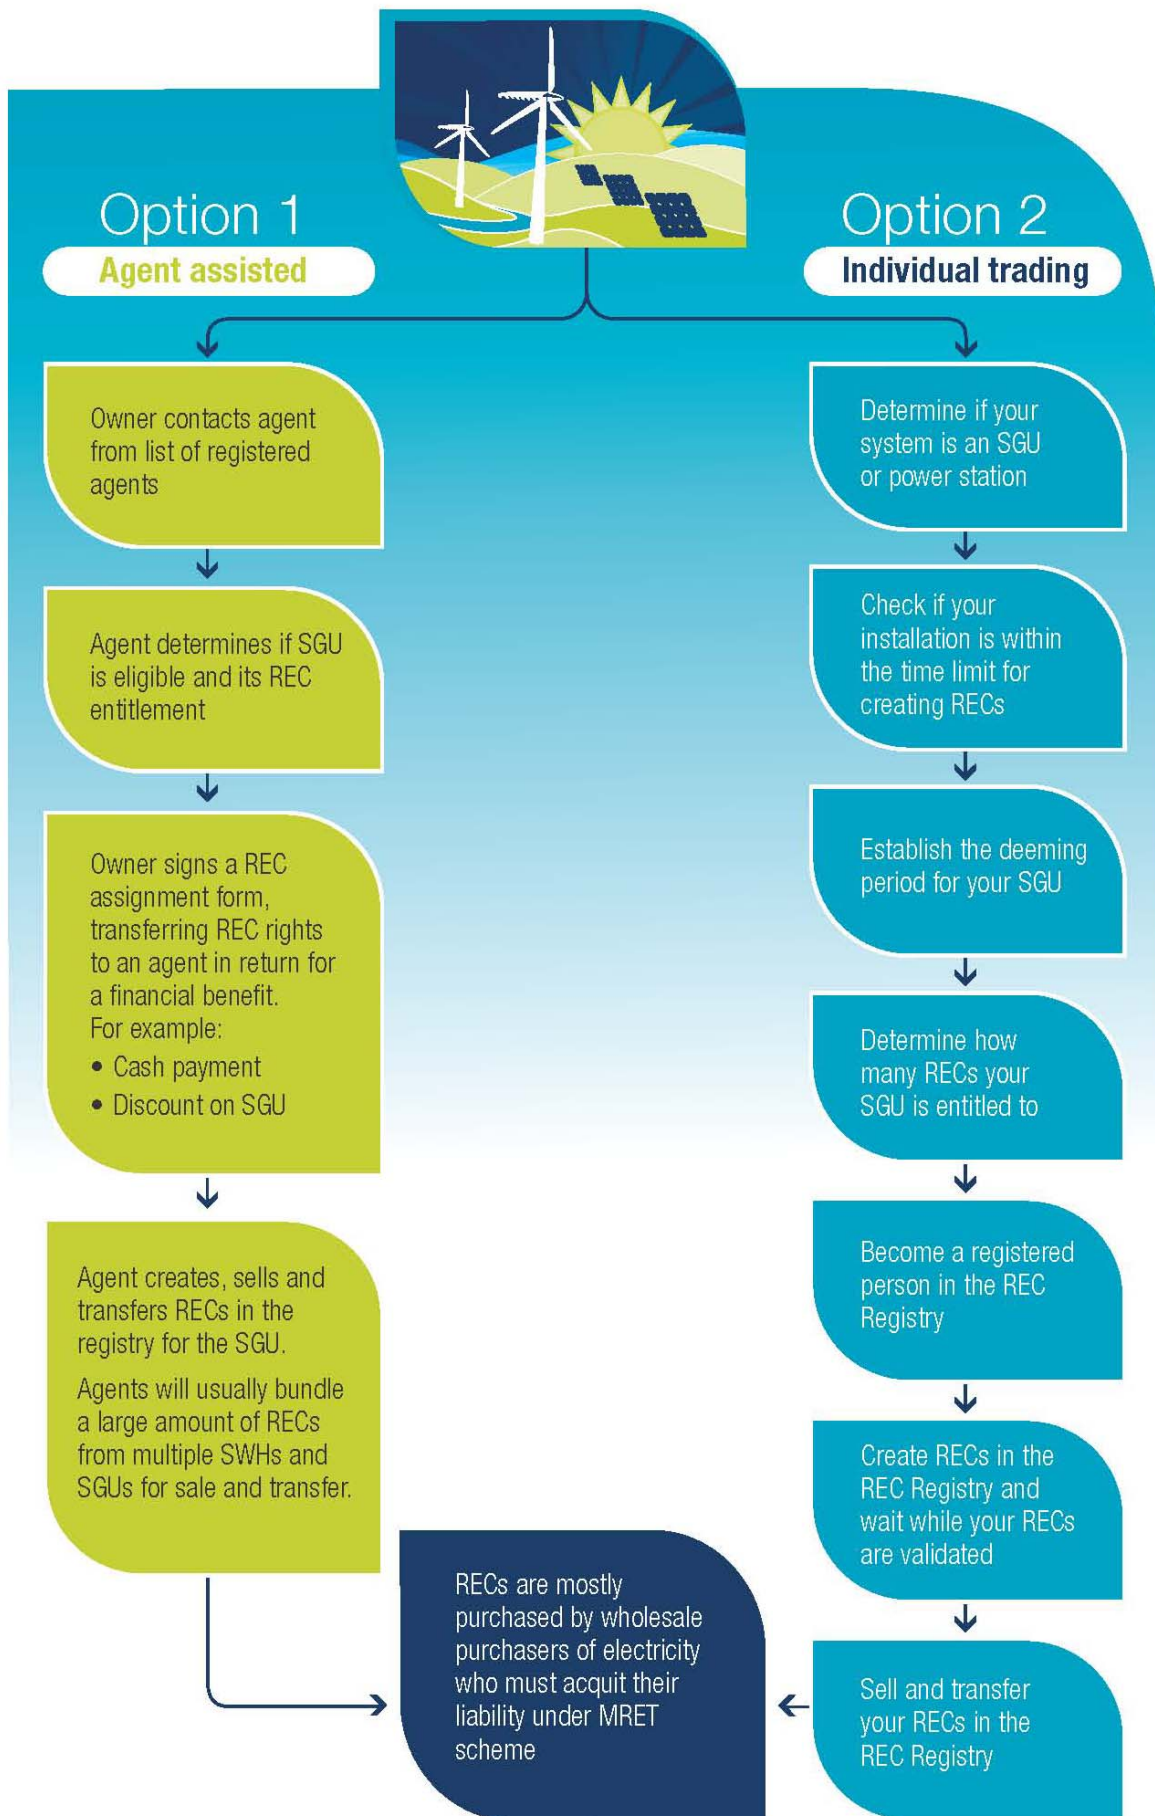 Option 1
Agent assisted
Owner contacts agent
from list of registered
agents
Agent determines if SGU
is eligible and its REC
entitlement
Owner signs a REC
assignment form,
transferring REC rights
to an agent in return for
a financial benefit.
For example:
• Cash payment
• Discount on SGU
Agent creates, sells and
transfers RECs in the
registry for the SGU.
Agents will usually bundle
a large amount of RECs
from multiple SWHs and
SGUs for sale and transfer.
Option 2
Individual trading
Determine if your
system is an SGU
or power station
Check if your
installation is within
the time limit for
creating RECs
Establish the deeming
period for your SGU
Determine how
many RECs your
SGU is entitled to
Become a registered
person in the REC
Registry
Create RECs in the
REC Registry and
wait while your RECs
are validated
Sell and transfer
your RECs in the
REC Registry
RECs are mostly
purchased by wholesale
purchasers of electricity
who must acquit their
liability under MRET
scheme